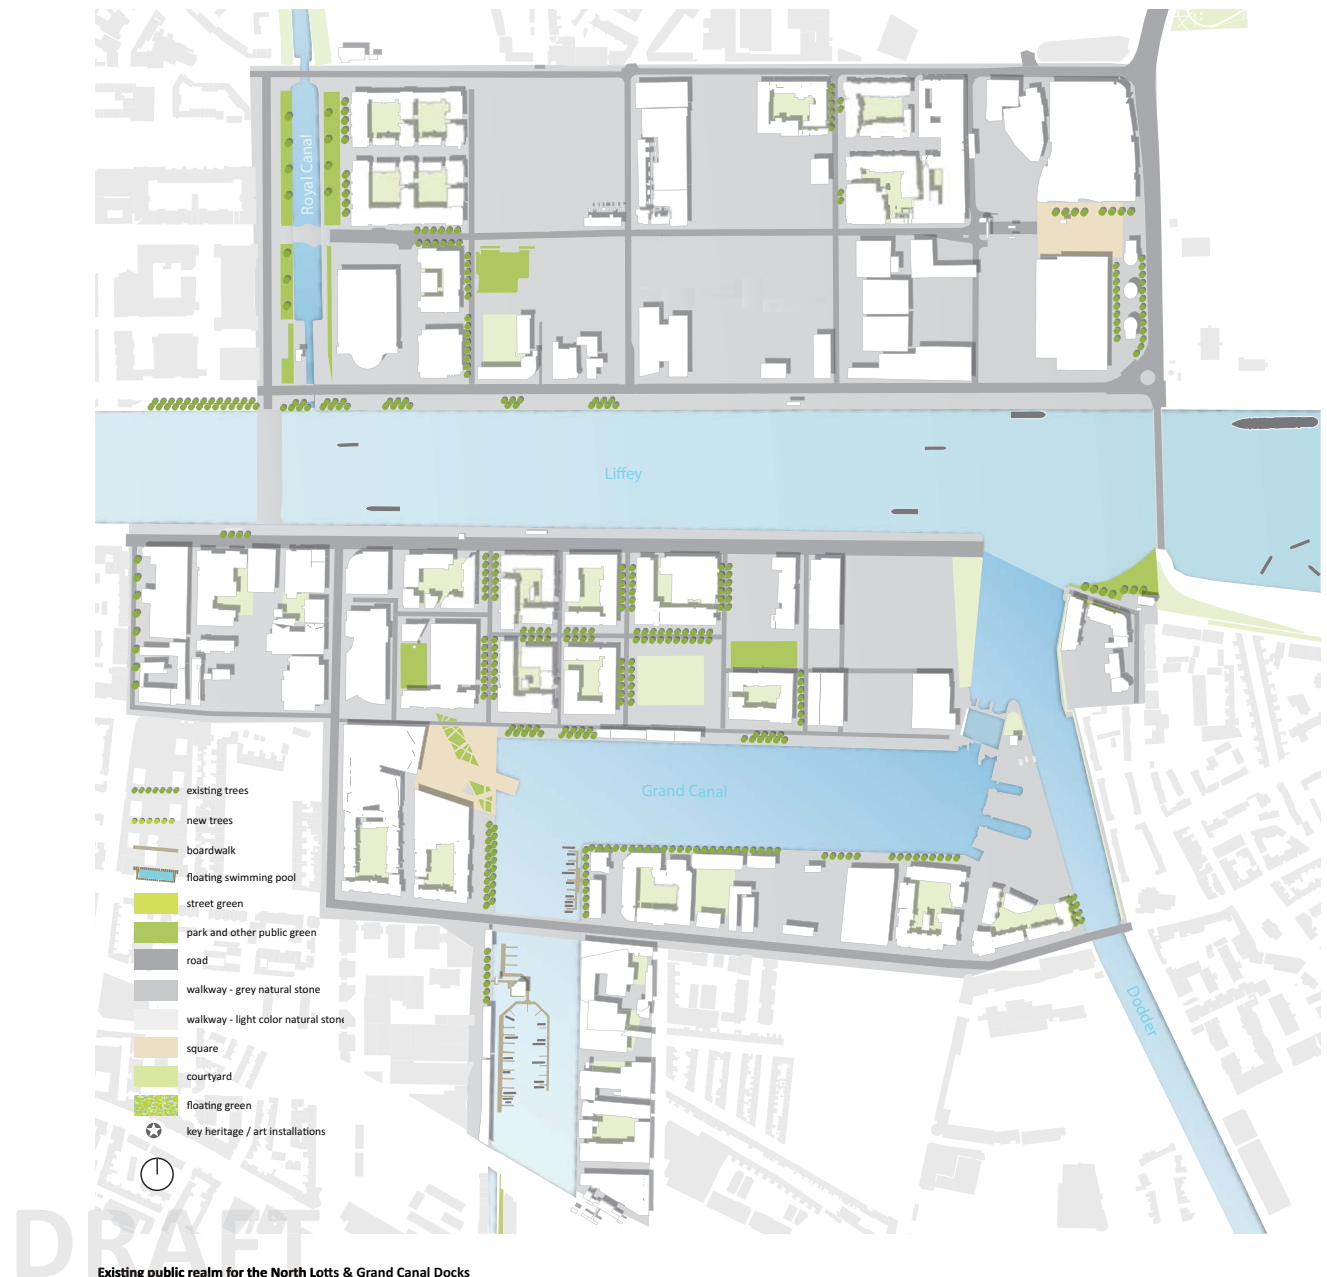 Royal Canal
Liffey
Grand Canal
Dodder
existing trees
new trees
boardwalk
floating swimming pool
street green
park and other public green
road
walkway - grey natural stone
walkway - light color natural stone
square
courtyard
floating green
key heritage / art installations
DRAFT
Existing public realm for the North Lotts & Grand Canal Docks